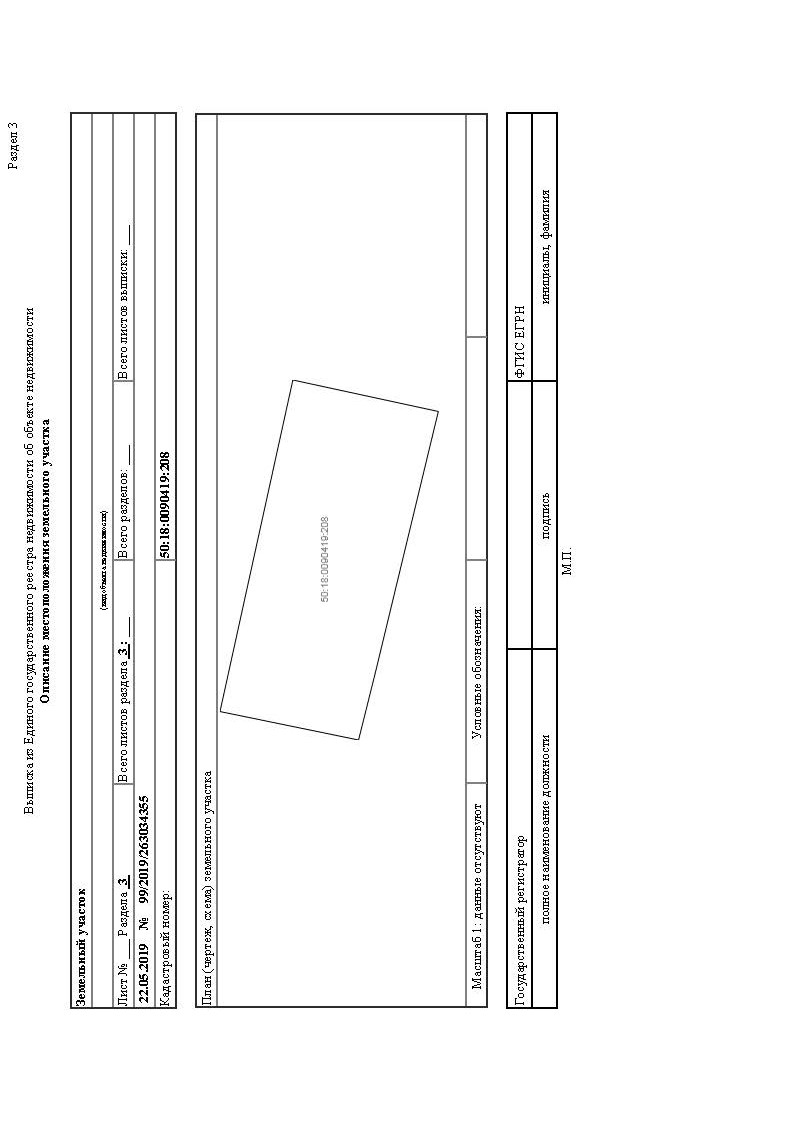 Раздел 3
Выписка из Единого государственного реестра недвижимости об объекте недвижимости
Описание местоположения земельного участка
Земельный участок
(вид объекта недвижимости)
Лист № ___ Раздела 3 Всего листов раздела 3 : ___ Всего разделов: ___ Всего листов выписки: ___
22.05.2019 № 99/2019/263034355
Кадастровый номер: 50:18:0090419:208
План (чертеж, схема) земельного участка
50:18:0090419:208
Масштаб 1: данные отсутствуют Условные обозначения:
Государственный регистратор ФГИС ЕГРН
полное наименование должности подпись инициалы, фамилия
М.П.